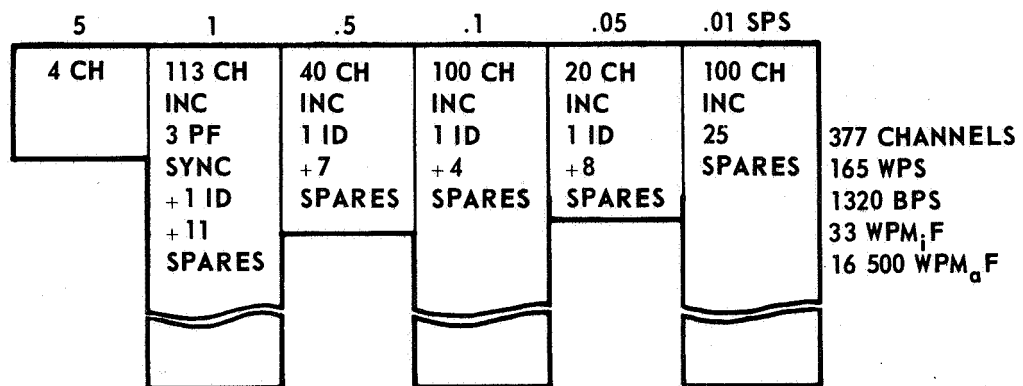 5 1 .5 .1 .05 .01 SPS
4 CH
113 CH
INC
3 PF
SYNC
+1 ID
+11
SPARES
40 CH
INC
1 ID
+7
SPARES
100 CH
INC
1 ID
+4
SPARES
20 CH
INC
1 ID
+8
SPARES
100 CH
INC
25
SPARES
377 CHANNELS
165 WPS
1320 BPS
33 WPMiF
16 500 WPMaF